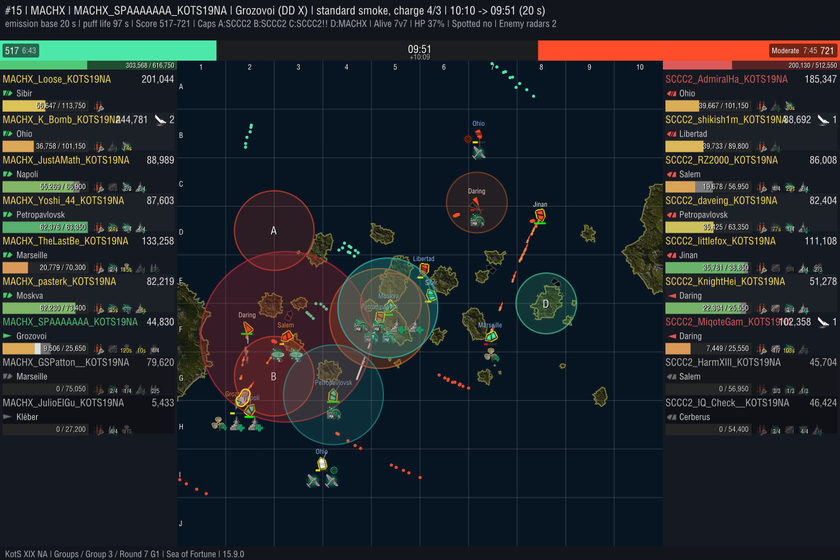 #15 | MACHX | MACHX_SPAAAAAAA_KOTS19NA | Grozovoi (DD X) | standard smoke, charge 4/3 | 10:10 -> 09:51 (20 s)
emission base 20 s | puff life 97 s | Score 517-721 | Caps A:SCCC2 B:SCCC2 C:SCCC2!! D:MACHX | Alive 7v7 | HP 37% | Spotted no | Enemy radars 2
517 6:43
09:51
+10:09
Moderate 7:45 721
303,568 / 616,750
200,130 / 512,550
1 2 3 4 5 6 7 8 9 10
A
B
C
D
E
F
G
H
I
J
MACHX_Loose_KOTS19NA 201,044
Sibir
MACHX_K_Bomb_KOTS19NA 2
Ohio
36,758 / 101,150
MACHX_JustAMath_KOTS19NA 88,989
Napoli
MACHX_Yoshi_44_KOTS19NA 87,603
Petropavlovsk
MACHX_TheLastBe_KOTS19NA 133,258
Marseille
20,779 / 70,300
MACHX_pasterk_KOTS19NA 82,219
Moskva
MACHX_SPAAAAAAA_KOTS19NA 44,830
Grozovoi
MACHX_GSPatton__KOTS19NA 79,620
Marseille
0 / 75,050
MACHX_JulioElGu_KOTS19NA 5,433
Kléber
0 / 27,200
Ohio
Daring
Jinan
Libertad
A
D
Daring
Salem
Marseille
B
Petropavlovsk
Ohio
SCCC2_AdmiralHa_KOTS19NA 185,347
Ohio
39,667 / 101,150
SCCC2_shikish1m_KOTS19NA 1
Libertad
39,733 / 89,800
SCCC2_RZ2000_KOTS19NA 86,008
Salem
19,678 / 56,950
SCCC2_daveing_KOTS19NA 82,404
Petropavlovsk
SCCC2_littlefox_KOTS19NA 111,108
Jinan
SCCC2_KnightHei_KOTS19NA 51,278
Daring
SCCC2_MiqoteGam_KOTS19NA 1
Daring
7,449 / 25,550
SCCC2_HarmXIII_KOTS19NA 45,704
Salem
0 / 56,950
SCCC2_IQ_Check__KOTS19NA 46,424
Cerberus
0 / 54,400
KotS XIX NA | Groups / Group 3 / Round 7 G1 | Sea of Fortune | 15.9.0